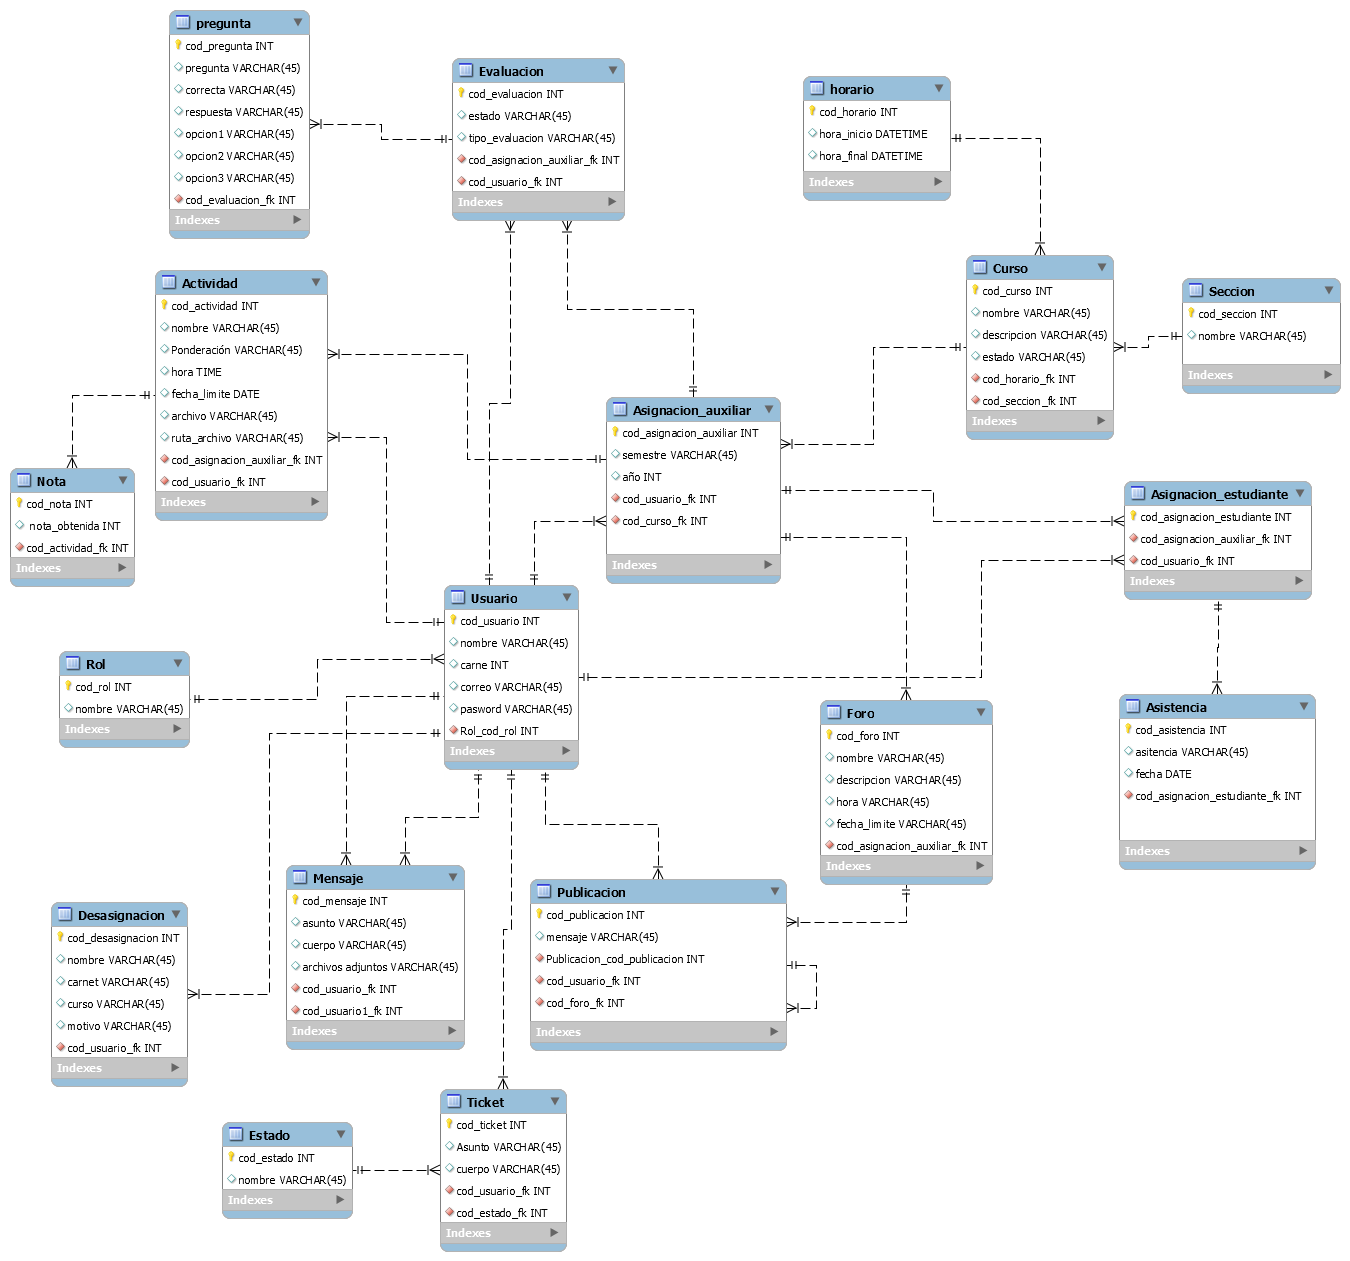 pregunta
cod_pregunta INT
pregunta VARCHAR(45)
correcta VARCHAR(45)
respuesta VARCHAR(45)
opcion1 VARCHAR(45)
opcion2 VARCHAR(45)
opcion3 VARCHAR(45)
cod_evaluacion_fk INT
Indexes
Evaluacion
cod_evaluacion INT
estado VARCHAR(45)
tipo_evaluacion VARCHAR(45)
cod_asignacion_auxiliar_fk INT
cod_usuario_fk INT
Indexes
horario
cod_horario INT
hora_inicio DATETIME
hora_final DATETIME
Indexes
Curso
cod_curso INT
nombre VARCHAR(45)
descripcion VARCHAR(45)
estado VARCHAR(45)
cod_horario_fk INT
cod_seccion_fk INT
Indexes
Seccion
cod_seccion INT
nombre VARCHAR(45)
Indexes
Actividad
cod_actividad INT
nombre VARCHAR(45)
Ponderación VARCHAR(45)
hora TIME
fecha_limite DATE
archivo VARCHAR(45)
ruta_archivo VARCHAR(45)
cod_asignacion_auxiliar_fk INT
cod_usuario_fk INT
Indexes
Asignacion_auxiliar
cod_asignacion_auxiliar INT
semestre VARCHAR(45)
año INT
cod_usuario_fk INT
cod_curso_fk INT
Indexes
Nota
cod_nota INT
nota_obtenida INT
cod_actividad_fk INT
Indexes
Asignacion_estudiante
cod_asignacion_estudiante INT
cod_asignacion_auxiliar_fk INT
cod_usuario_fk INT
Indexes
Usuario
cod_usuario INT
nombre VARCHAR(45)
carne INT
correo VARCHAR(45)
pasword VARCHAR(45)
Rol_cod_rol INT
Indexes
Rol
cod_rol INT
nombre VARCHAR(45)
Indexes
Foro
cod_foro INT
nombre VARCHAR(45)
descripcion VARCHAR(45)
hora VARCHAR(45)
fecha_limite VARCHAR(45)
cod_asignacion_auxiliar_fk INT
Indexes
Asistencia
cod_asistencia INT
asitencia VARCHAR(45)
fecha DATE
cod_asignacion_estudiante_fk INT
Indexes
Mensaje
cod_mensaje INT
asunto VARCHAR(45)
cuerpo VARCHAR(45)
archivos adjuntos VARCHAR(45)
cod_usuario_fk INT
cod_usuario1_fk INT
Indexes
Publicacion
cod_publicacion INT
mensaje VARCHAR(45)
Publicacion_cod_publicacion INT
cod_usuario_fk INT
cod_foro_fk INT
Indexes
Desasignacion
cod_desasignacion INT
nombre VARCHAR(45)
carnet VARCHAR(45)
curso VARCHAR(45)
motivo VARCHAR(45)
cod_usuario_fk INT
Indexes
Ticket
cod_ticket INT
Asunto VARCHAR(45)
cuerpo VARCHAR(45)
cod_usuario_fk INT
cod_estado_fk INT
Indexes
Estado
cod_estado INT
nombre VARCHAR(45)
Indexes